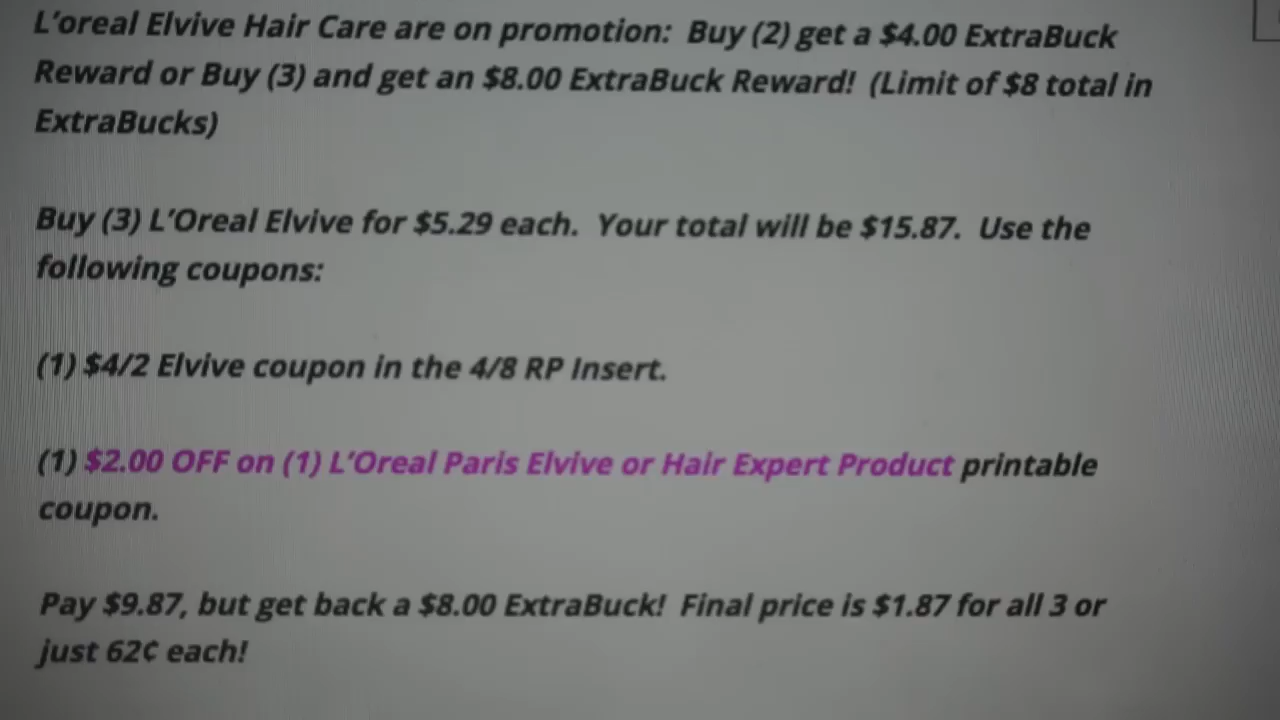 L'oreal Elvive Hair Care are on promotion: Buy (2) get a $4.00 ExtraBuck
Reward or Buy (3) and get an $8.00 ExtraBuck Reward! (Limit of $8 total in
ExtraBucks)
Buy (3) L'Oreal Elvive for $5.29 each. Your total will be $15.87. Use the
following coupons:
(1) $4/2 Elvive coupon in the 4/8 RP Insert.
(1) $2.00 OFF on (1) L'Oreal Paris Elvive or Hair Expert Product printable
coupon.
Pay $9.87, but get back a $8.00 ExtraBuck! Final price is $1.87 for all 3 or
just 62¢ each!